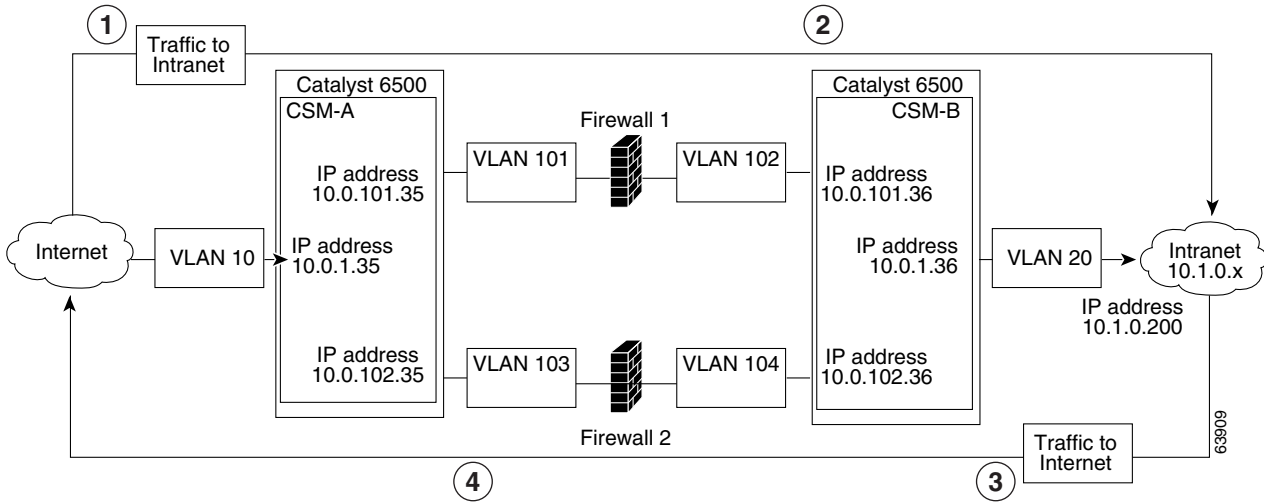 1
2
Traffic to
Intranet
Catalyst 6500
CSM-A
Catalyst 6500
CSM-B
Firewall 1
VLAN 101
VLAN 102
IP address
10.0.101.35
IP address
10.0.101.36
Internet
VLAN 10
IP address
10.0.1.35
IP address
10.0.1.36
VLAN 20
Intranet
10.1.0.x
IP address
10.1.0.200
IP address
10.0.102.35
VLAN 103
VLAN 104
IP address
10.0.102.36
Firewall 2
Traffic to
Internet
63909
4
3